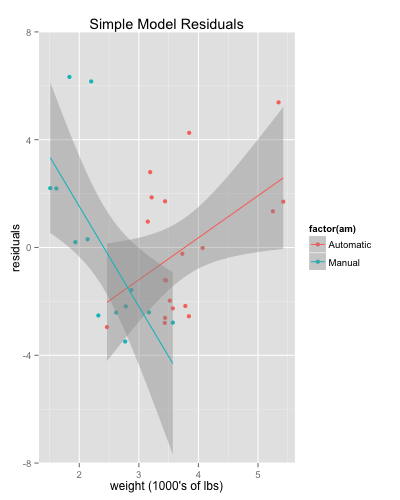 Simple Model Residuals
8
4
0
-4
-8
residuals
2
3
4
5
weight (1000's of lbs)
factor(am)
Automatic
Manual